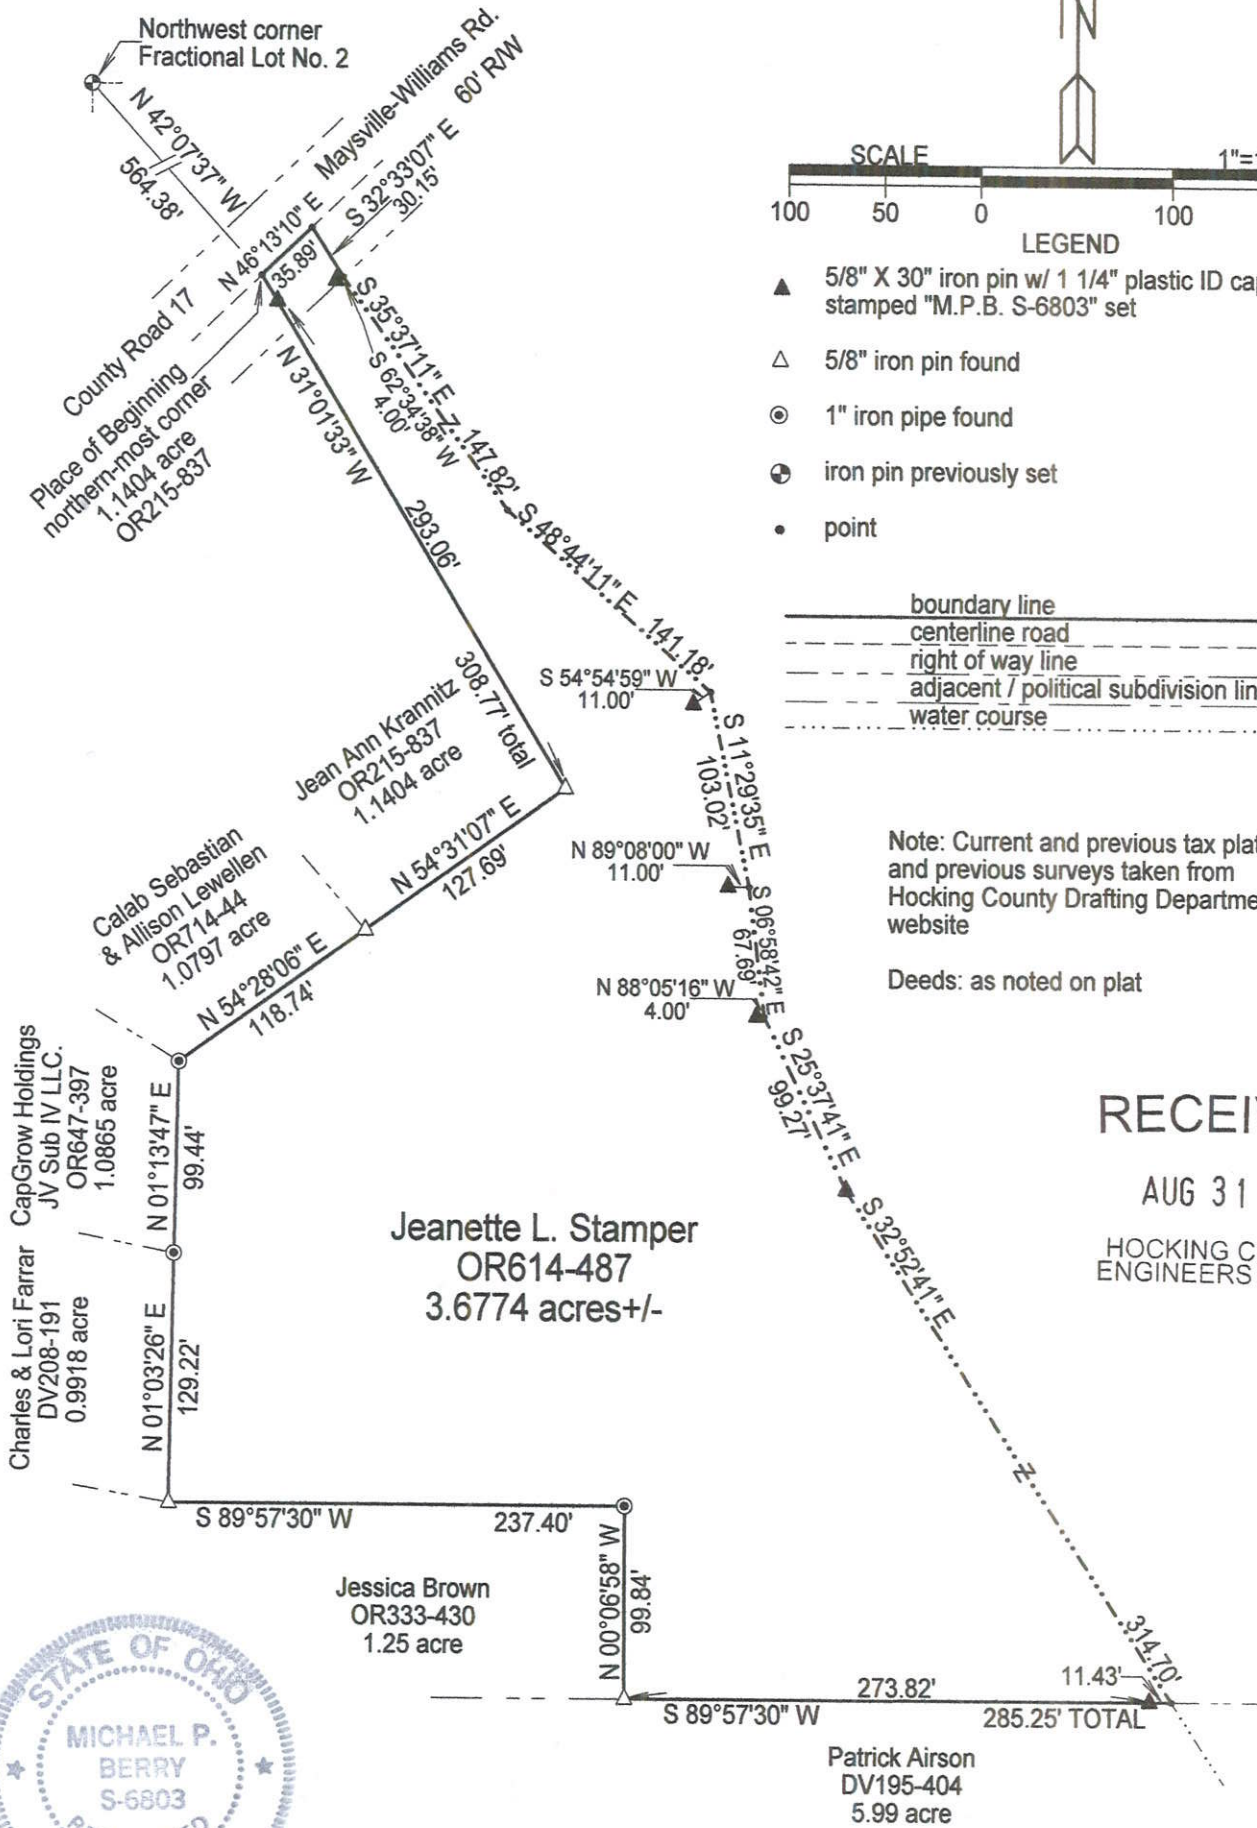 Northwest corner
Fractional Lot No. 2
N 42°07'37" W
564.38'
Maysville-Williams Rd.
60' R/W
County Road 17
N 46°13'10" E
35.89'
S 32°33'07" E
30.15'
Place of Beginning
northern-most corner
1.1404 acre
OR215-837
S 35°37'11" E
147.82'
S 62°34'38" W
4.00'
N 31°01'33" W
293.06'
308.77' total
S 48°44'11" E
141.18'
S 54°54'59" W
11.00'
S 11°29'35" E
103.02'
N 89°08'00" W
11.00'
S 06°58'42" E
67.69'
N 88°05'16" W
4.00'
S 25°37'41" E
99.27'
S 32°52'41" E
314.70'
Jean Ann Krannitz
OR215-837
1.1404 acre
N 54°31'07" E
127.69'
Calab Sebastian
& Allison Lewellen
OR714-44
1.0797 acre
N 54°28'06" E
118.74'
CapGrow Holdings
JV Sub IV LLC.
OR647-397
1.0865 acre
N 01°13'47" E
99.44'
Charles & Lori Farrar
DV208-191
0.9918 acre
N 01°03'26" E
129.22'
Jeanette L. Stamper
OR614-487
3.6774 acres+/-
S 89°57'30" W
237.40'
Jessica Brown
OR333-430
1.25 acre
N 00°06'58" W
99.84'
273.82'
11.43'
S 89°57'30" W
285.25' TOTAL
Patrick Airson
DV195-404
5.99 acre
N
SCALE
1"=
100 50 0 100
LEGEND
5/8" X 30" iron pin w/ 1 1/4" plastic ID ca
stamped "M.P.B. S-6803" set
5/8" iron pin found
1" iron pipe found
iron pin previously set
point
boundary line
centerline road
right of way line
adjacent / political subdivision lin
water course
Note: Current and previous tax plat
and previous surveys taken from
Hocking County Drafting Departme
website
Deeds: as noted on plat
RECEI
AUG 31
HOCKING C
ENGINEERS
STATE OF OHIO
MICHAEL P.
BERRY
S-6803